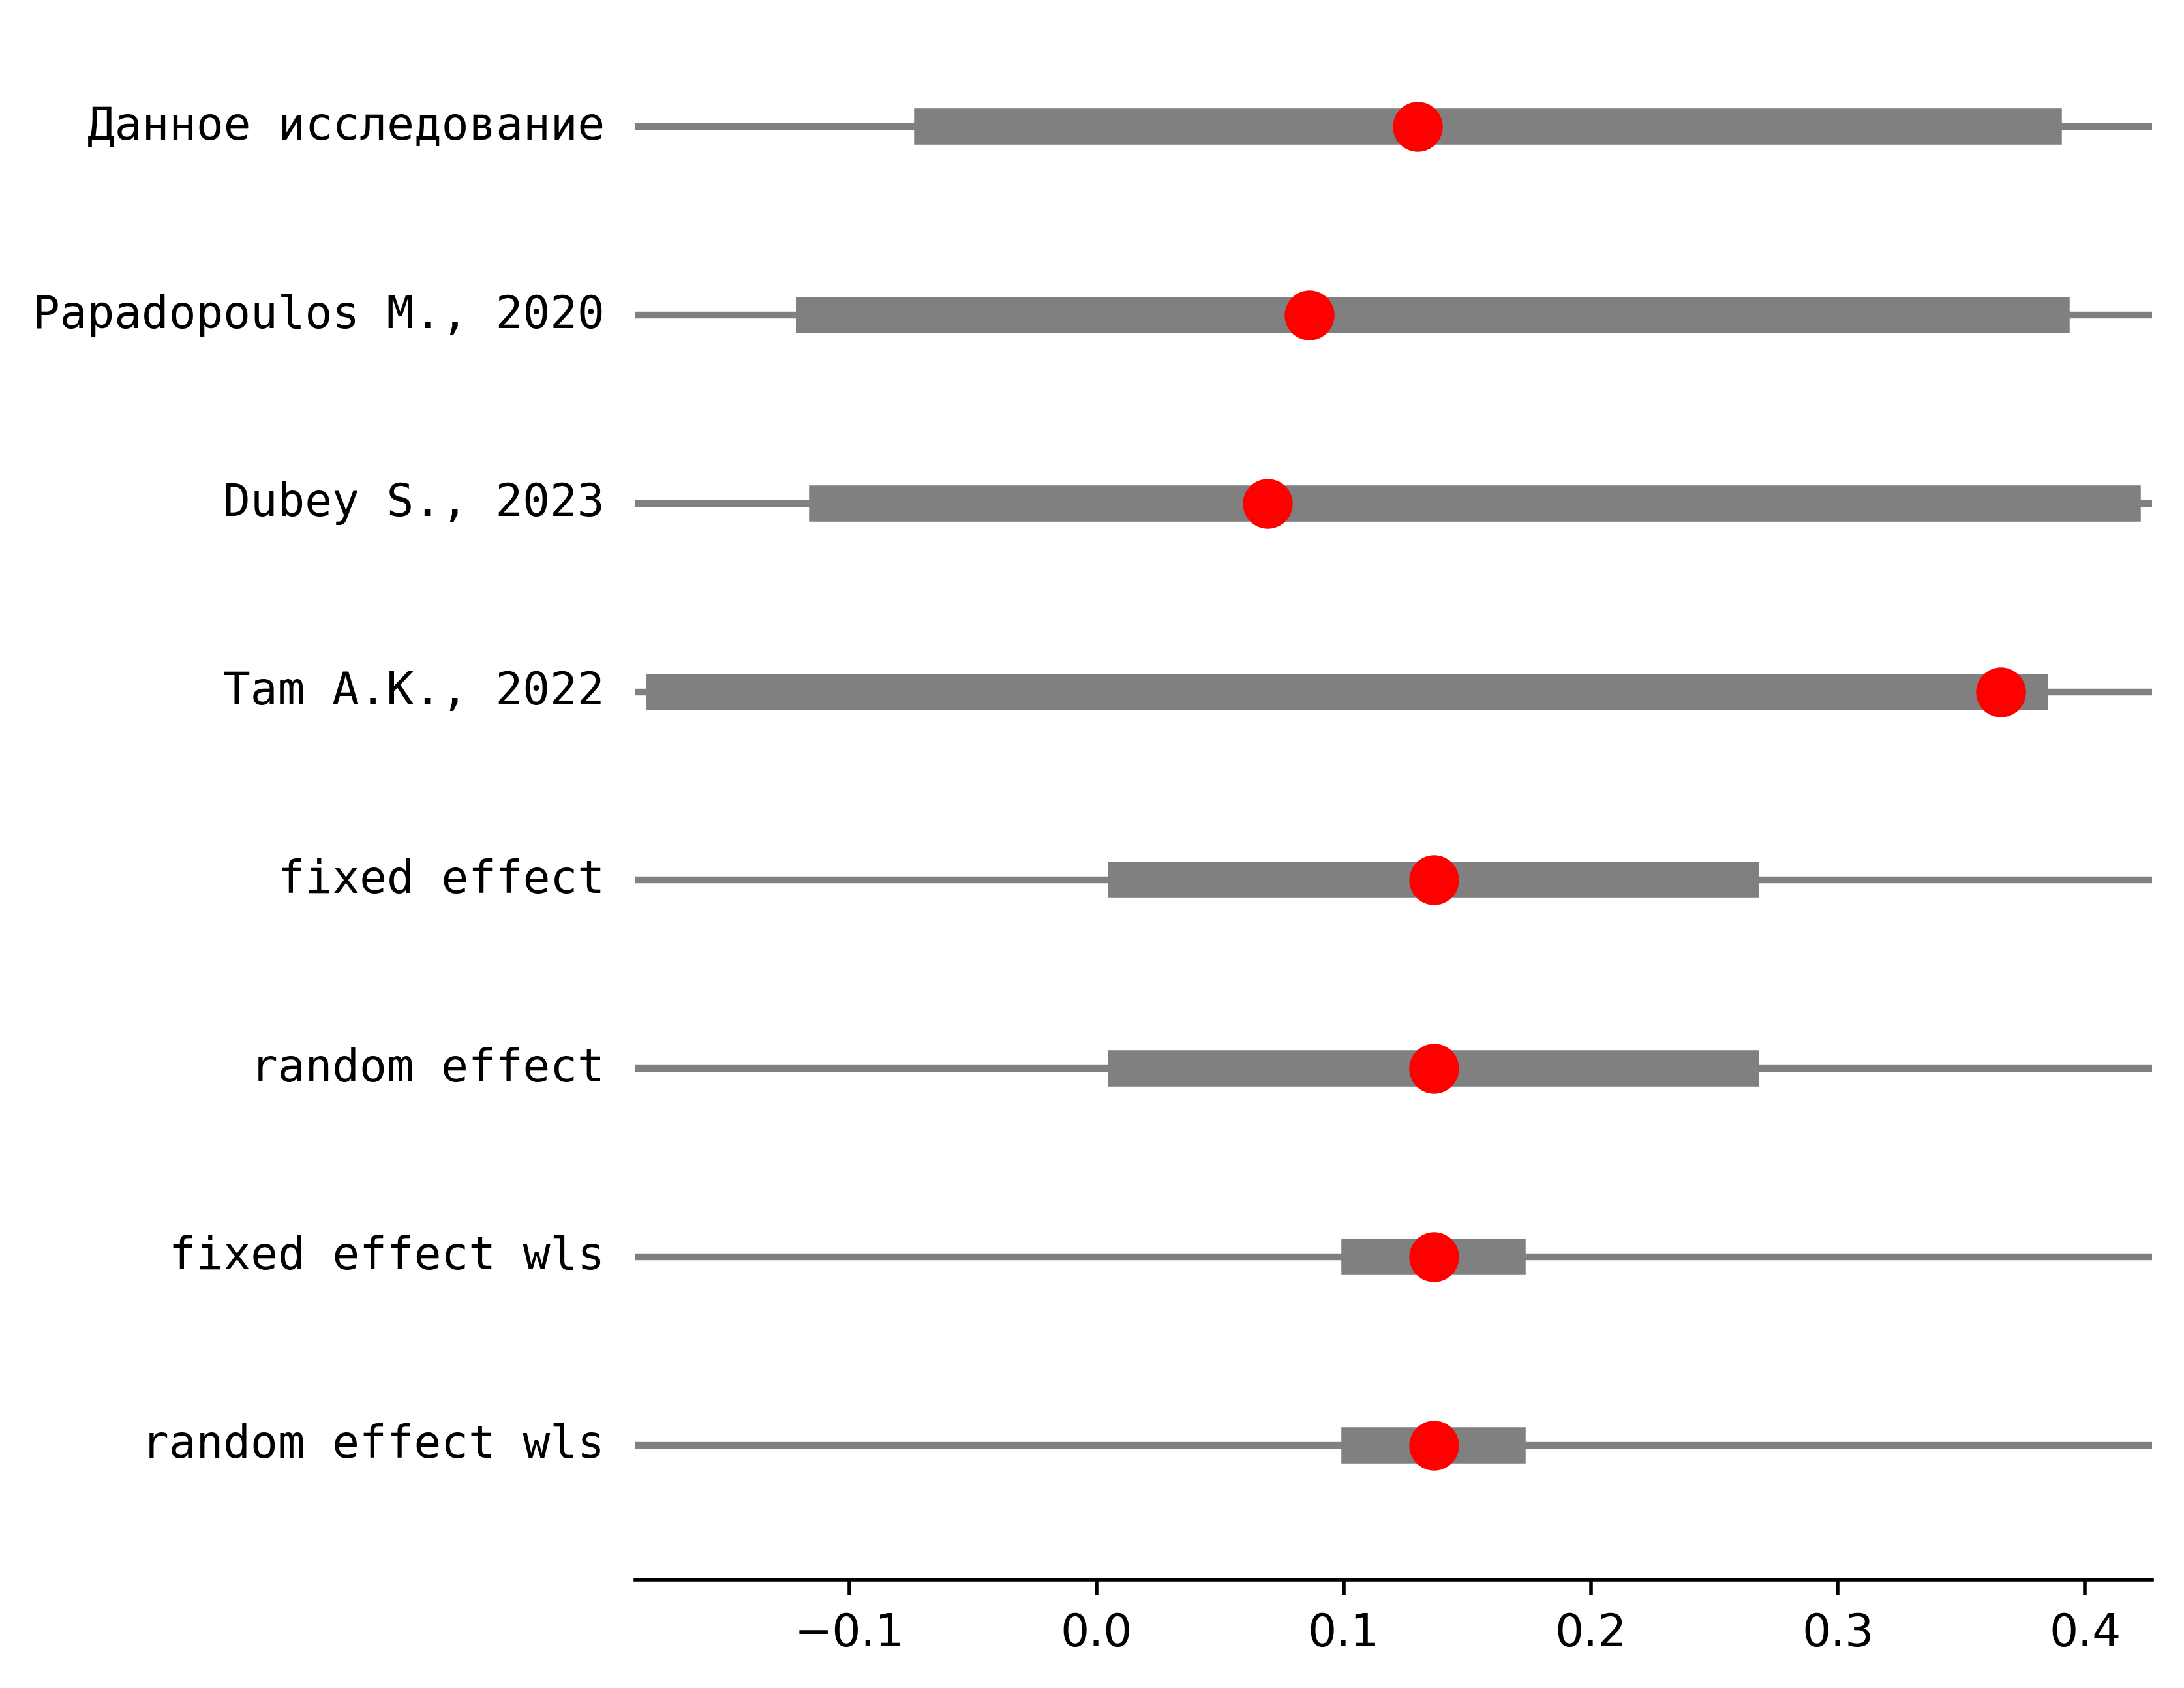 Данное исследование
Papadopoulos M., 2020
Dubey S., 2023
Tam A.K., 2022
fixed effect
random effect
fixed effect wls
random effect wls
−0.1 0.0 0.1 0.2 0.3 0.4